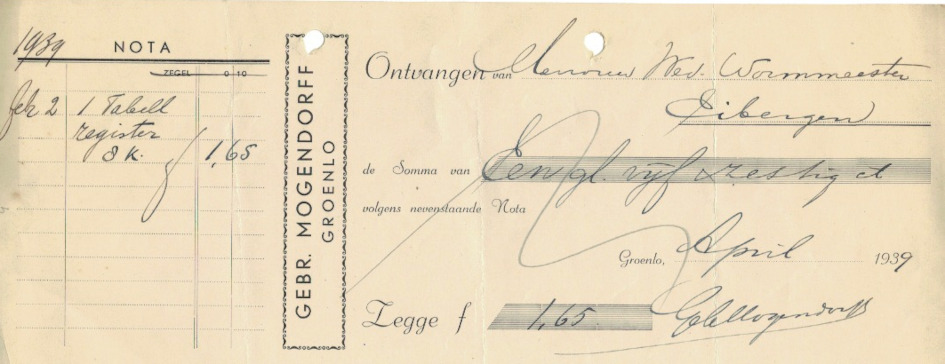 1939 NOTA
ZEGEL 0 10
Feb 2 1 Tabell
register
8 K. 1,65
GEBR. MOGENDORFF
GROENLO
Ontvangen van Mevrouw Wed. Wormmeester
Eibergen
de Somma van Een gl. vijf & zestig ct
volgens nevenstaande Nota
Groenlo, April 1939
Zegge f 1,65
Mogendorff